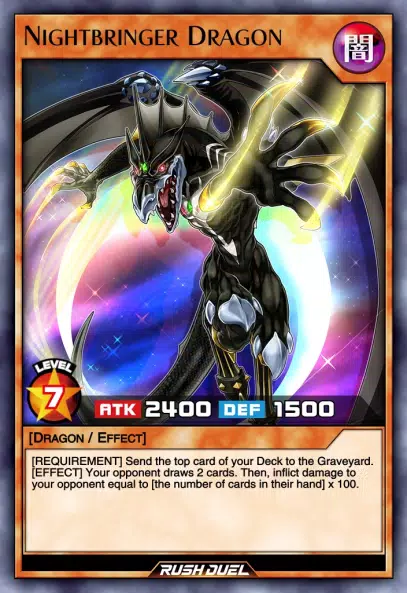 Nightbringer Dragon
闇
LEVEL
7
ATK 2400 DEF 1500
[Dragon / Effect]
[REQUIREMENT] Send the top card of your Deck to the Graveyard.
[EFFECT] Your opponent draws 2 cards. Then, inflict damage to
your opponent equal to [the number of cards in their hand] x 100.
RUSH DUEL